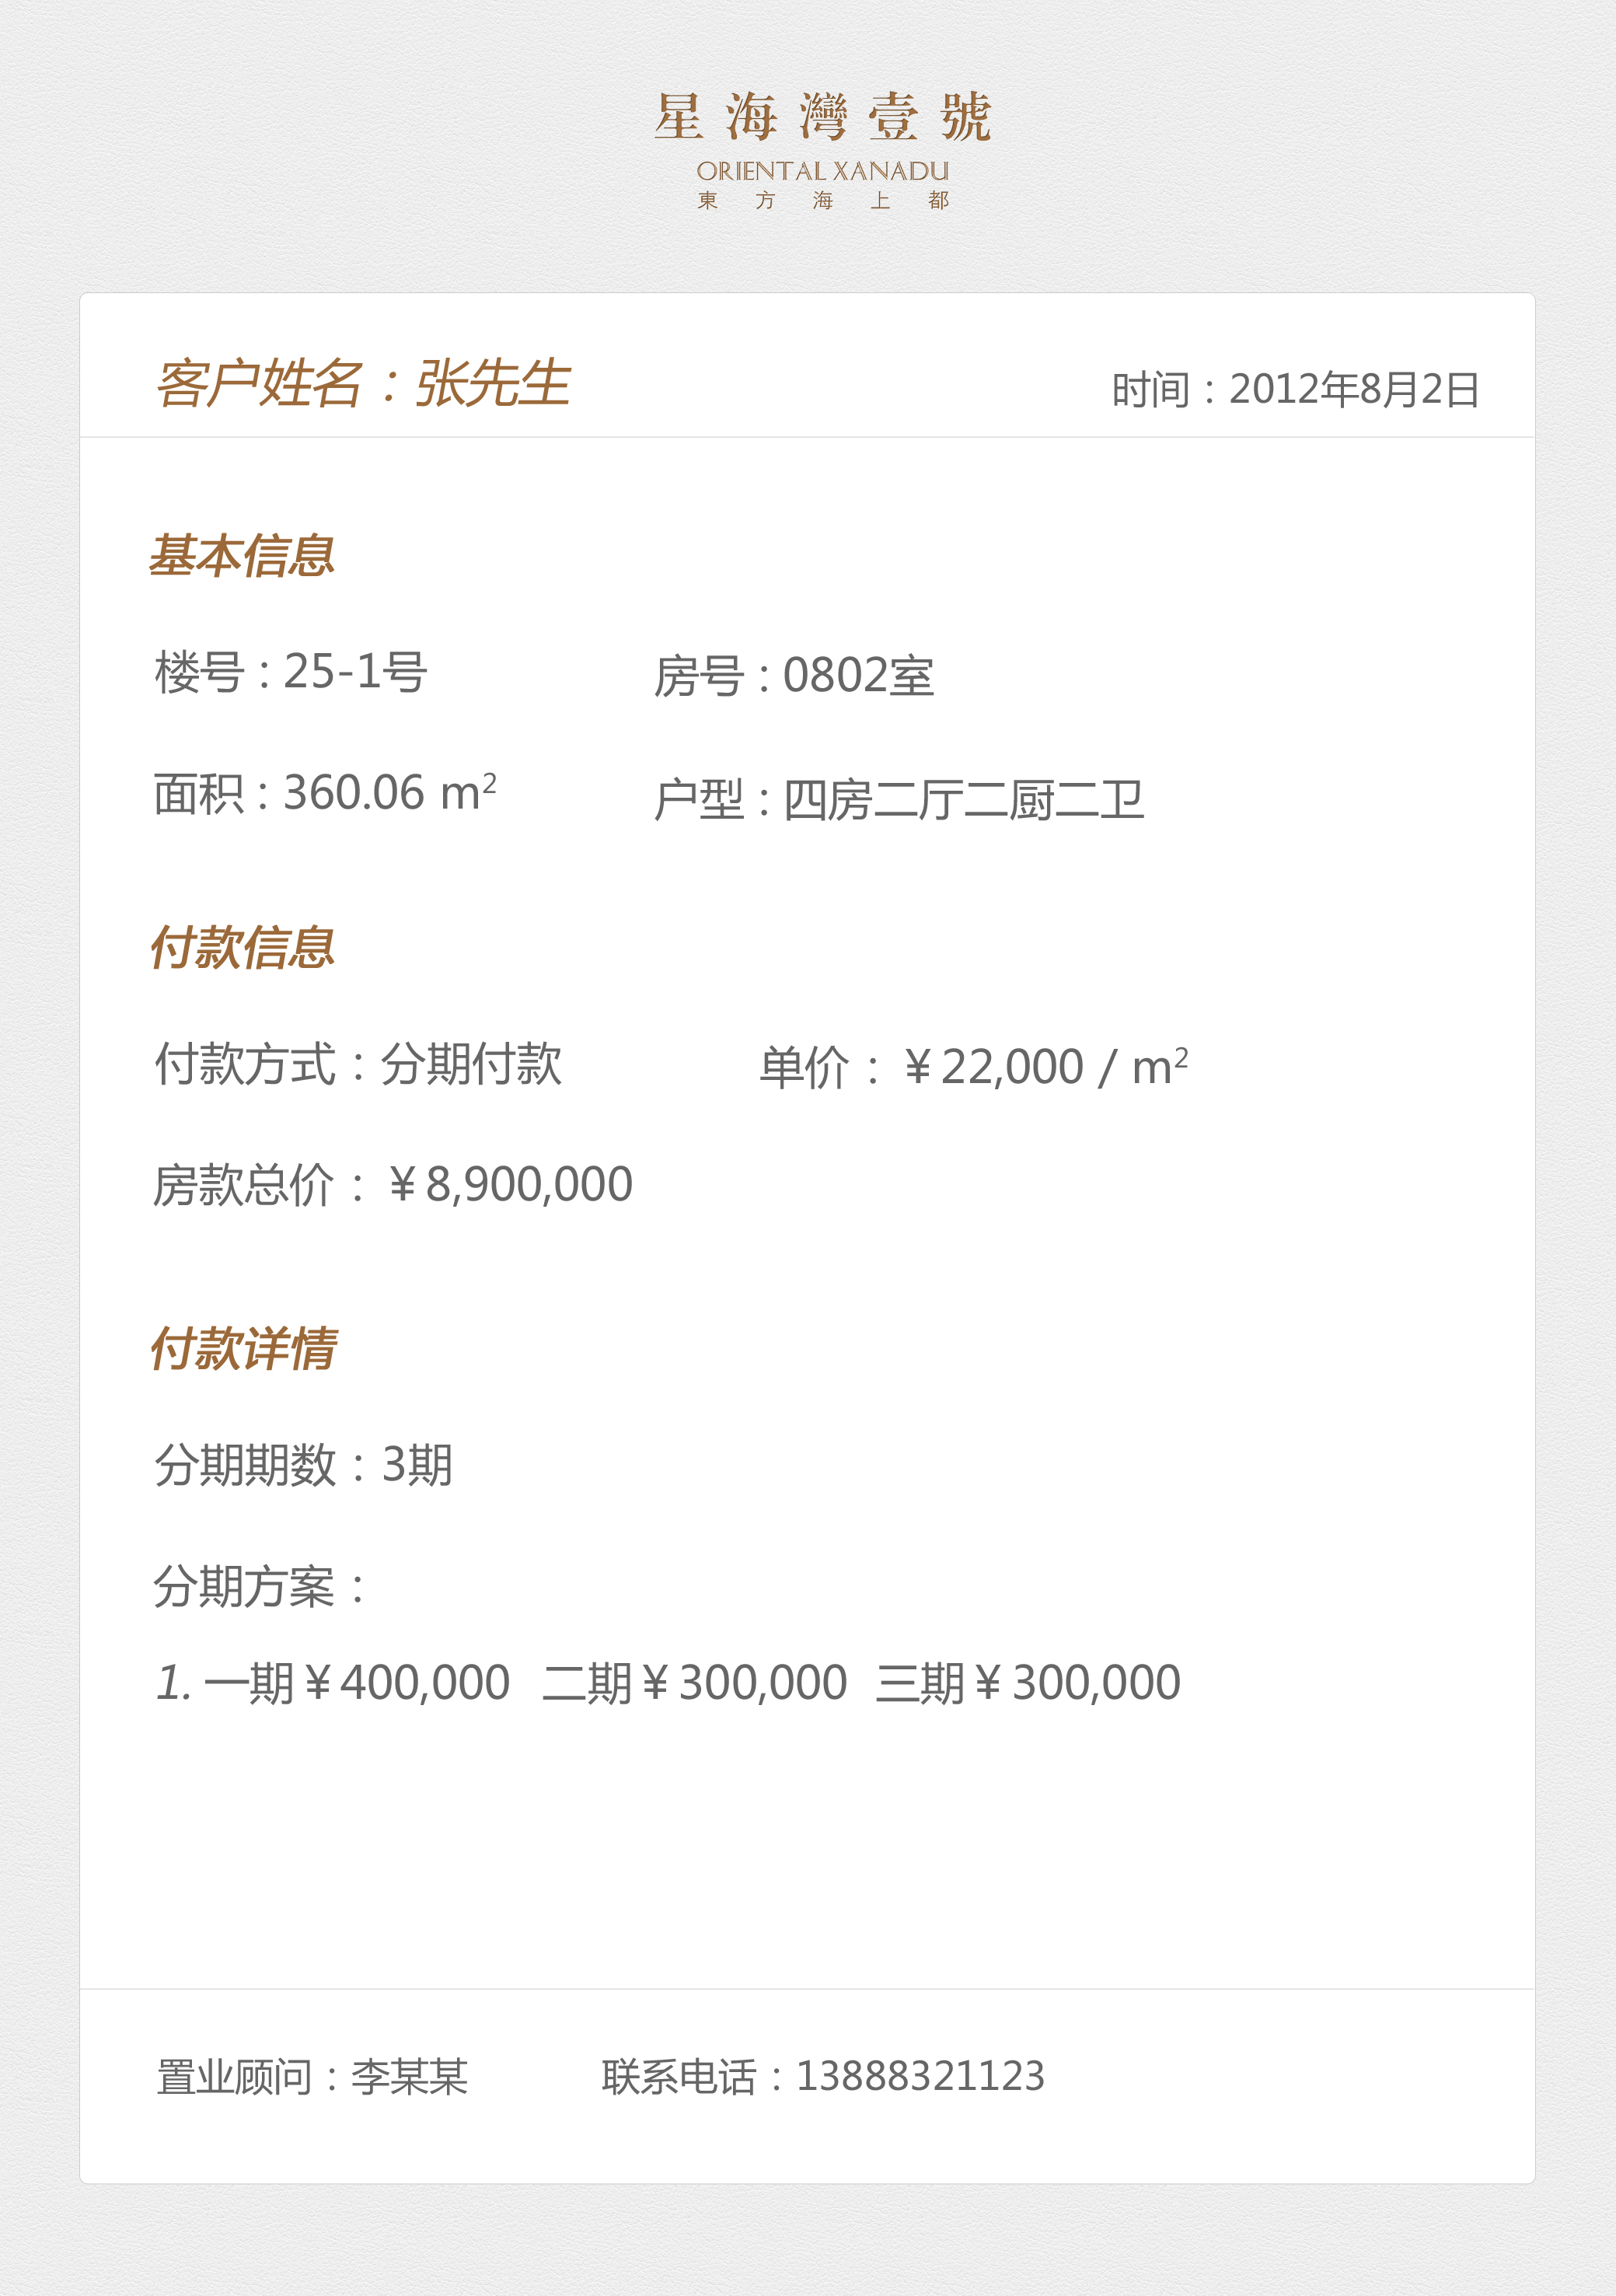 星海灣壹號
ORIENTAL XANADU
東方海上都
客户姓名：张先生 时间：2012年8月2日
基本信息
楼号：25-1号 房号：0802室
面积：360.06 m² 户型：四房二厅二厨二卫
付款信息
付款方式：分期付款 单价：￥22,000 / m²
房款总价：￥8,900,000
付款详情
分期期数：3期
分期方案：
1. 一期￥400,000 二期￥300,000 三期￥300,000
置业顾问：李某某 联系电话：13888321123